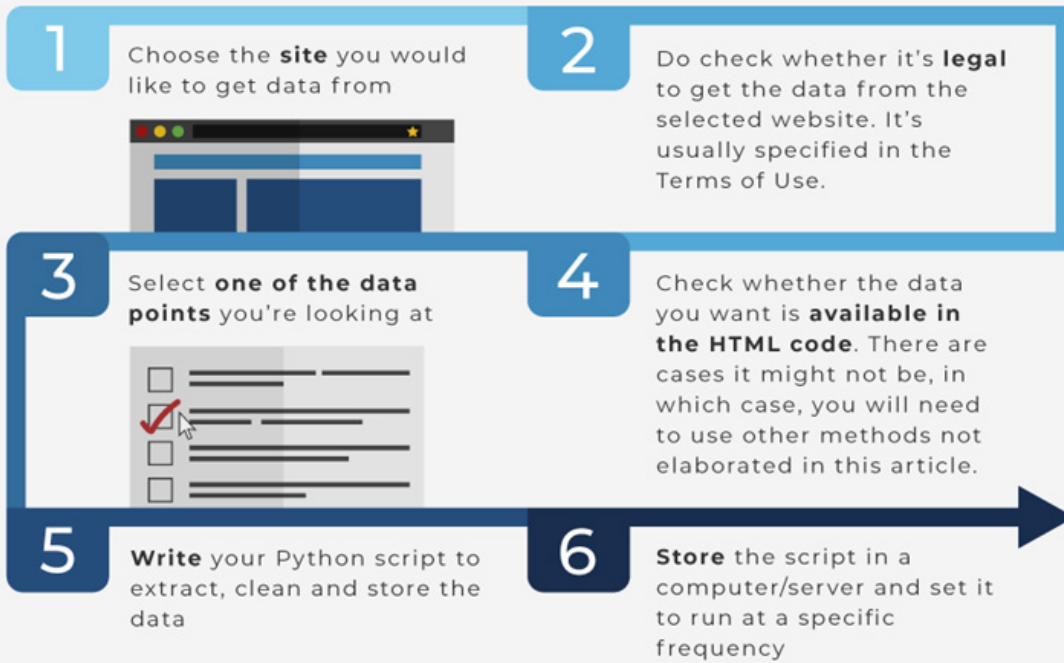 1
Choose the site you would
like to get data from
2
Do check whether it's legal
to get the data from the
selected website. It's
usually specified in the
Terms of Use.
3
Select one of the data
points you're looking at
4
Check whether the data
you want is available in
the HTML code. There are
cases it might not be, in
which case, you will need
to use other methods not
elaborated in this article.
5
Write your Python script to
extract, clean and store the
data
6
Store the script in a
computer/server and set it
to run at a specific
frequency